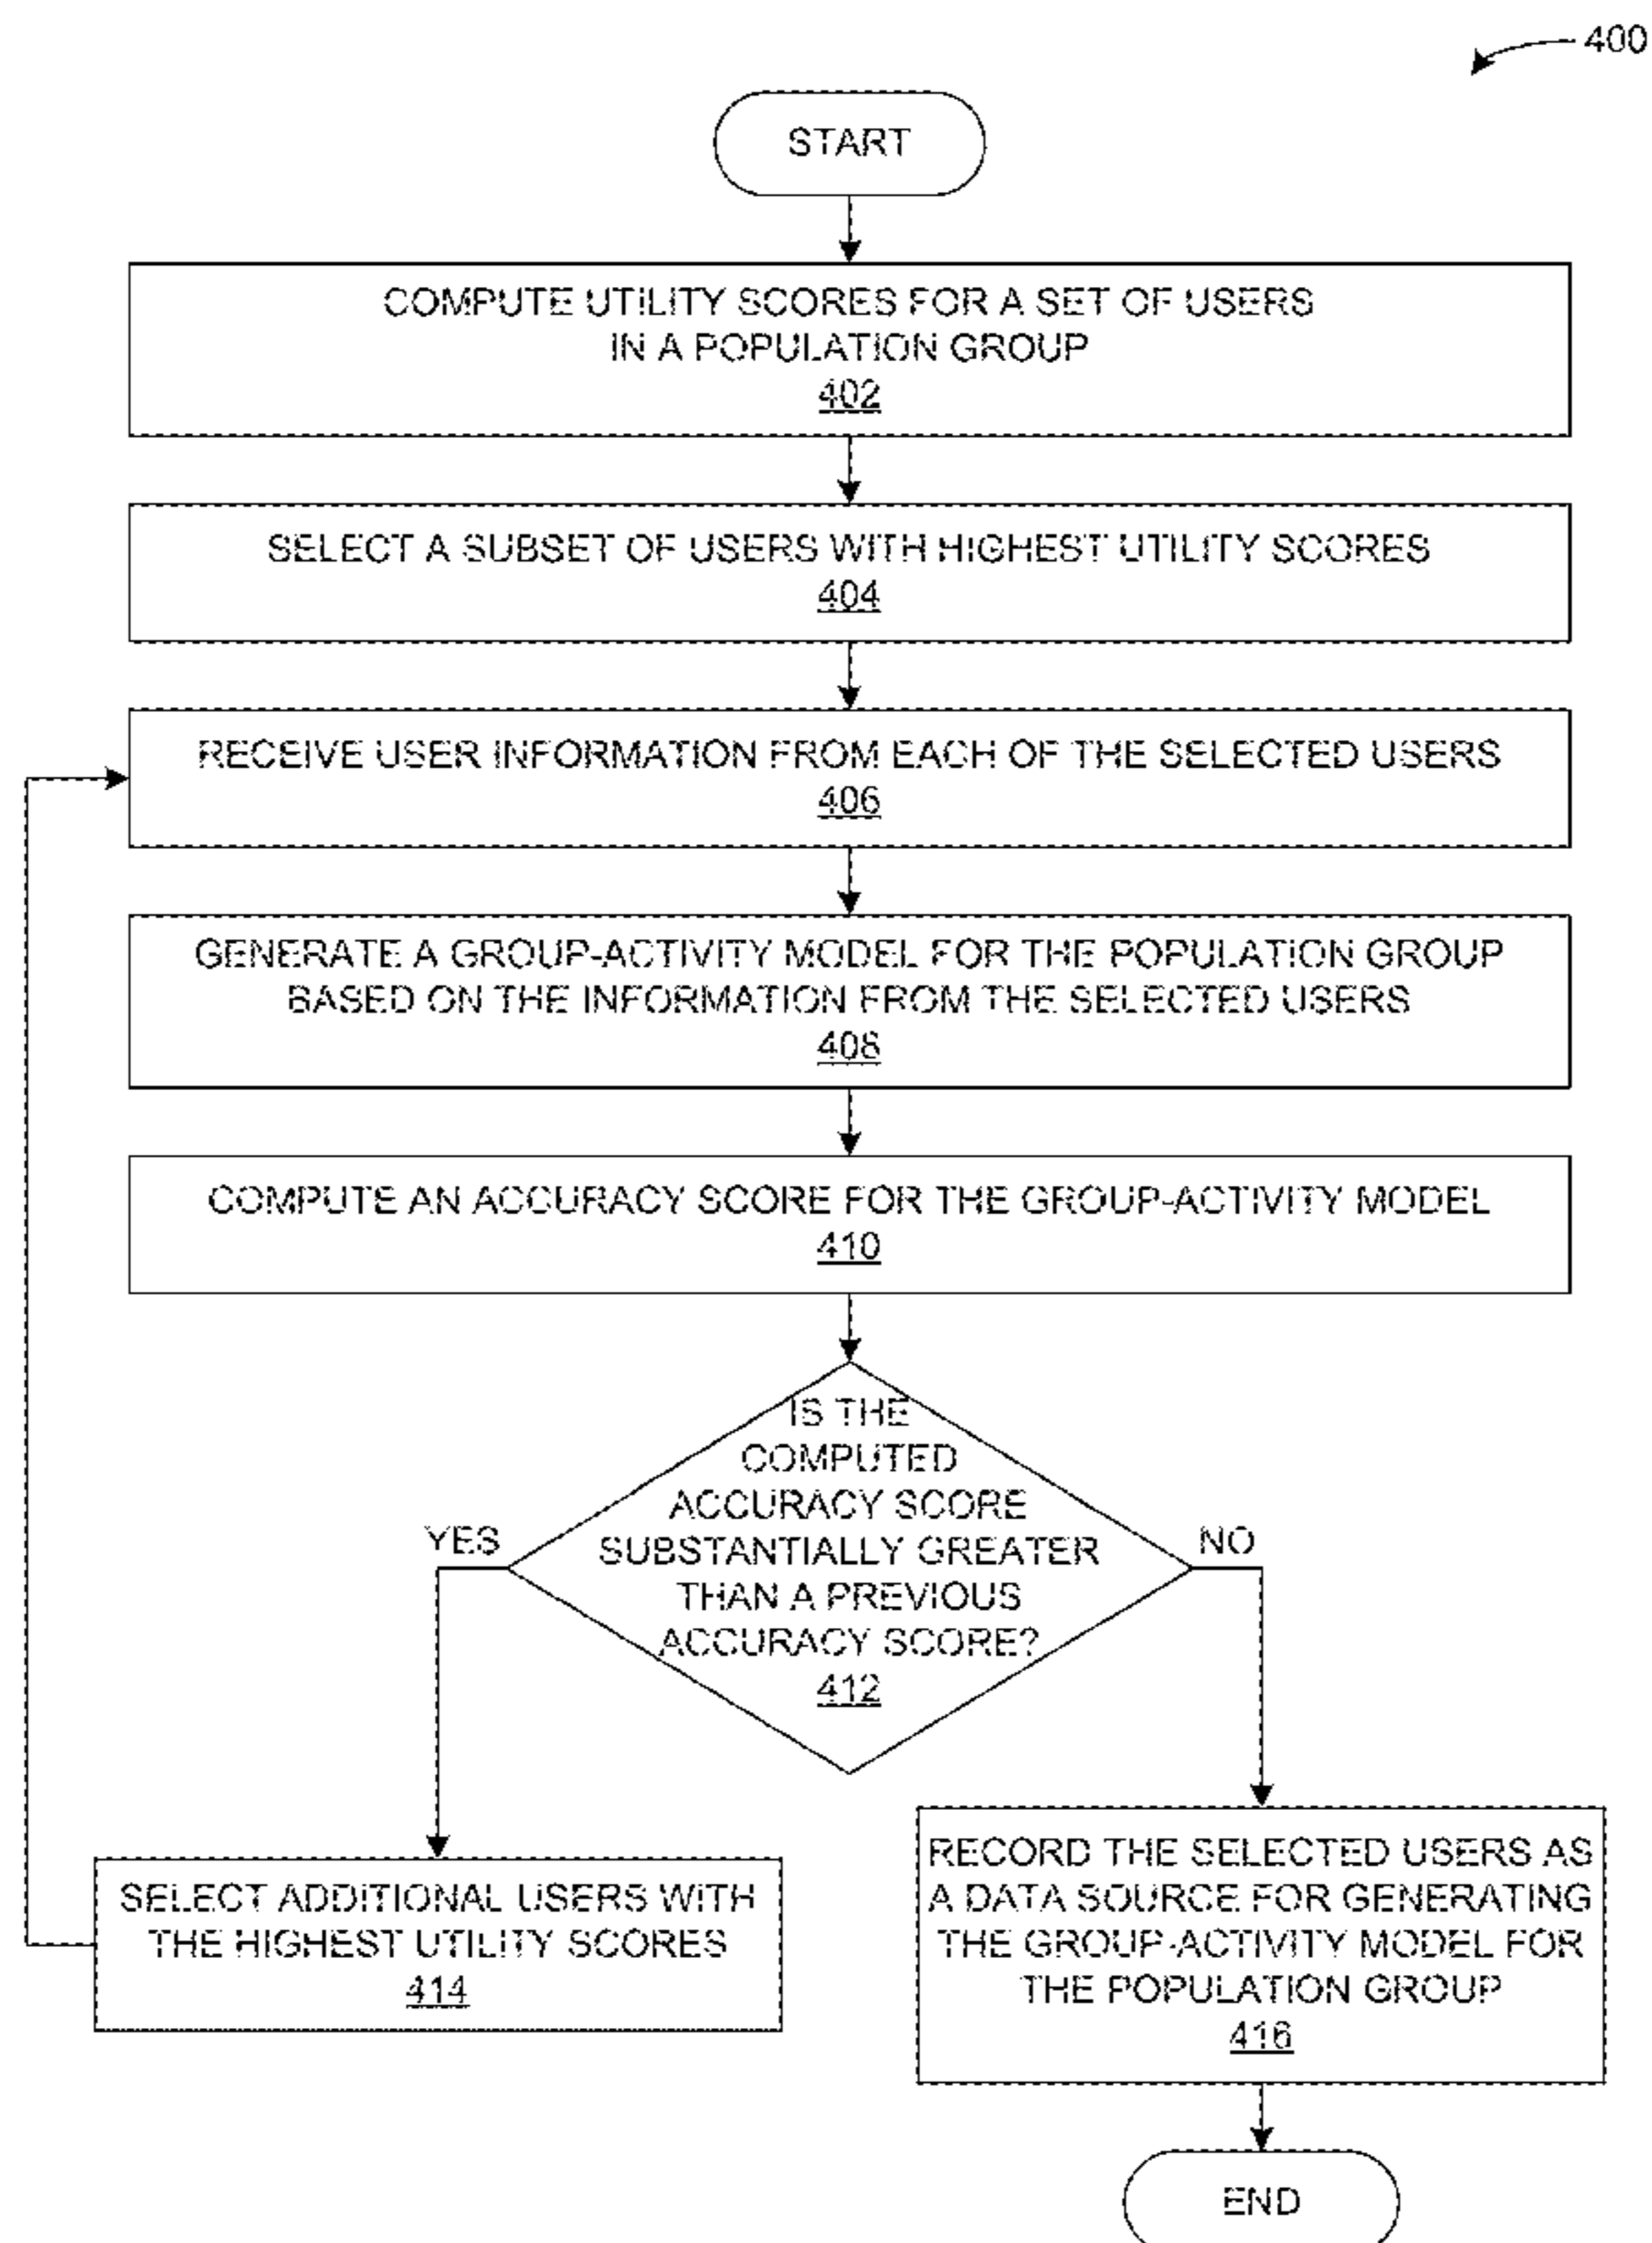 400
START
COMPUTE UTILITY SCORES FOR A SET OF USERS
IN A POPULATION GROUP
402
SELECT A SUBSET OF USERS WITH HIGHEST UTILITY SCORES
404
RECEIVE USER INFORMATION FROM EACH OF THE SELECTED USERS
406
GENERATE A GROUP-ACTIVITY MODEL FOR THE POPULATION GROUP
BASED ON THE INFORMATION FROM THE SELECTED USERS
408
COMPUTE AN ACCURACY SCORE FOR THE GROUP-ACTIVITY MODEL
410
IS THE
COMPUTED
ACCURACY SCORE
SUBSTANTIALLY GREATER
THAN A PREVIOUS
ACCURACY SCORE?
412
YES
NO
SELECT ADDITIONAL USERS WITH
THE HIGHEST UTILITY SCORES
414
RECORD THE SELECTED USERS AS
A DATA SOURCE FOR GENERATING
THE GROUP-ACTIVITY MODEL FOR
THE POPULATION GROUP
416
END